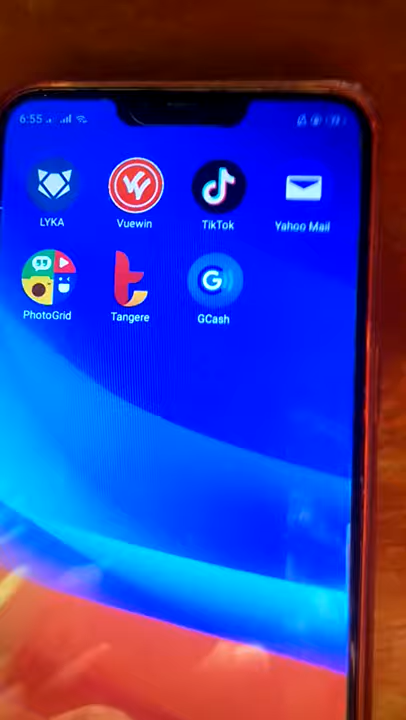 6:55
LYKA
Vuewin
TikTok
Yahoo Mail
PhotoGrid
Tangere
GCash